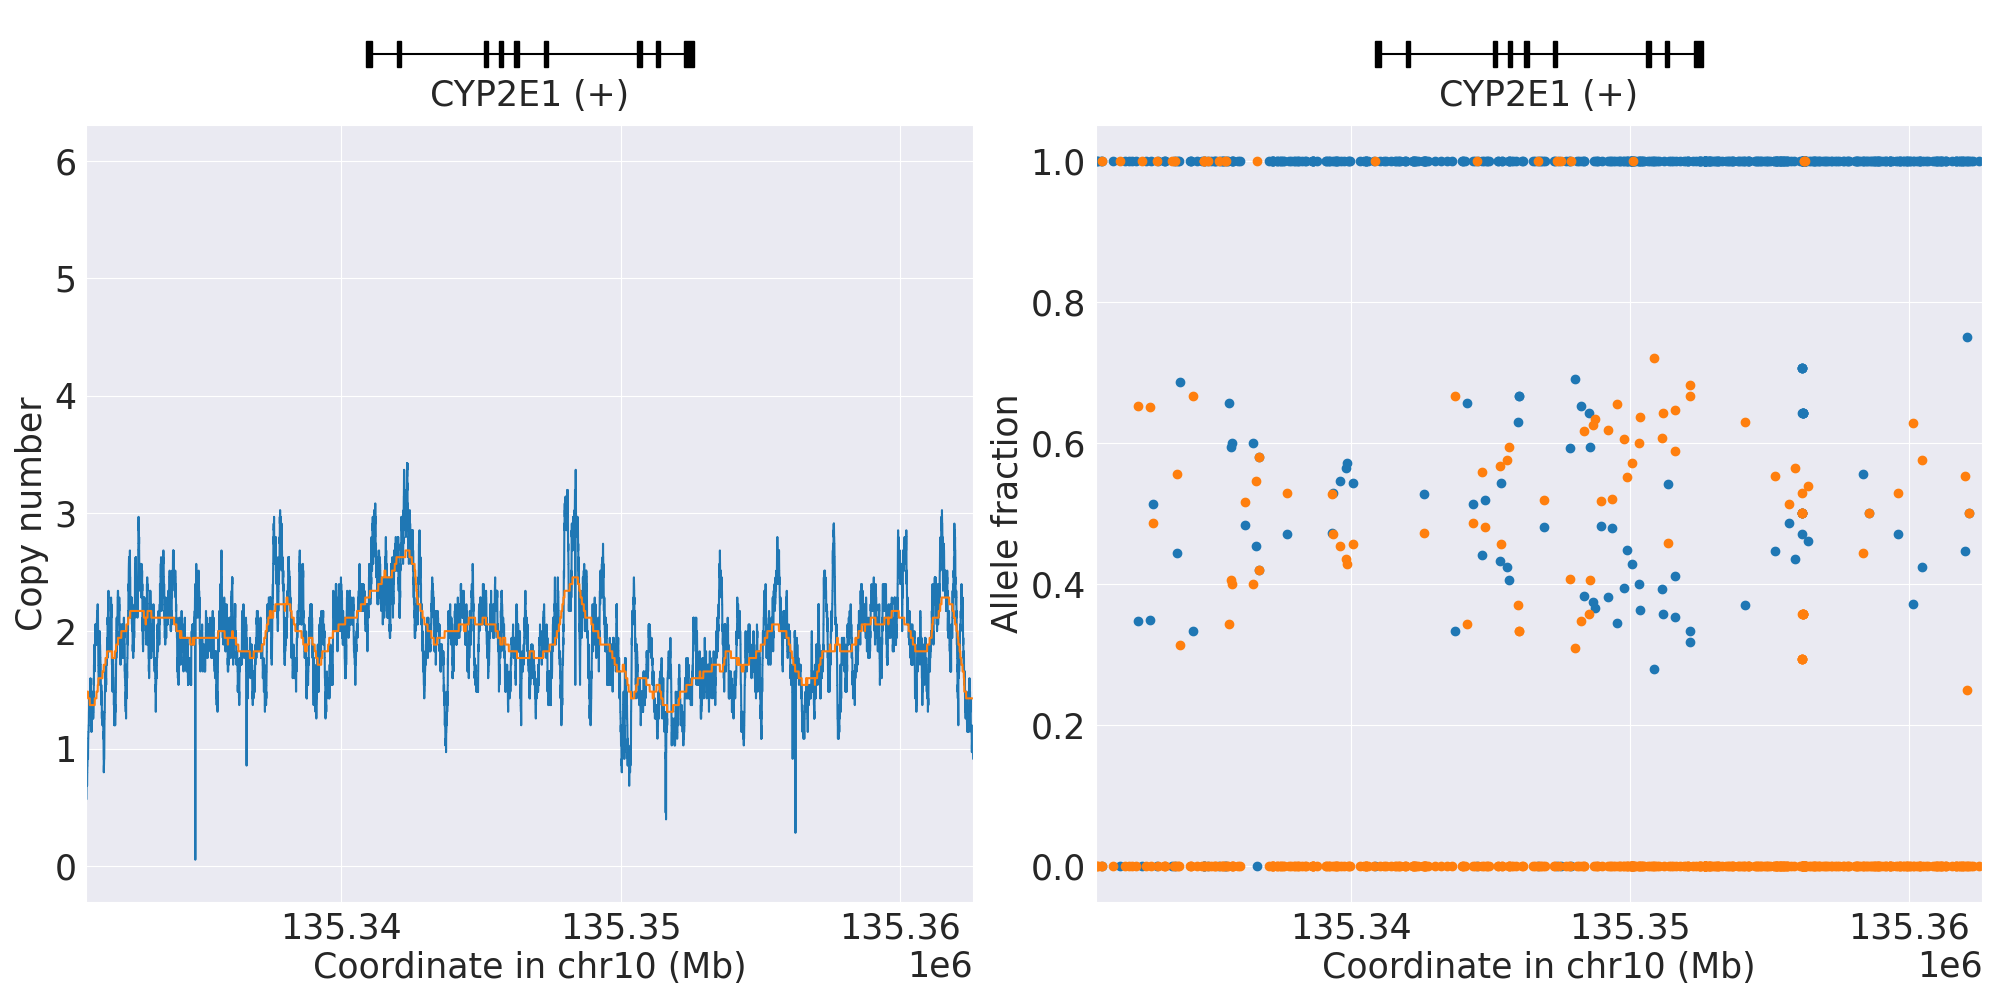 CYP2E1 (+)
6
5
4
3
2
1
0
Copy number
135.34 135.35 135.36
Coordinate in chr10 (Mb)
1e6
CYP2E1 (+)
1.0
0.8
0.6
0.4
0.2
0.0
Allele fraction
135.34 135.35 135.36
Coordinate in chr10 (Mb)
1e6